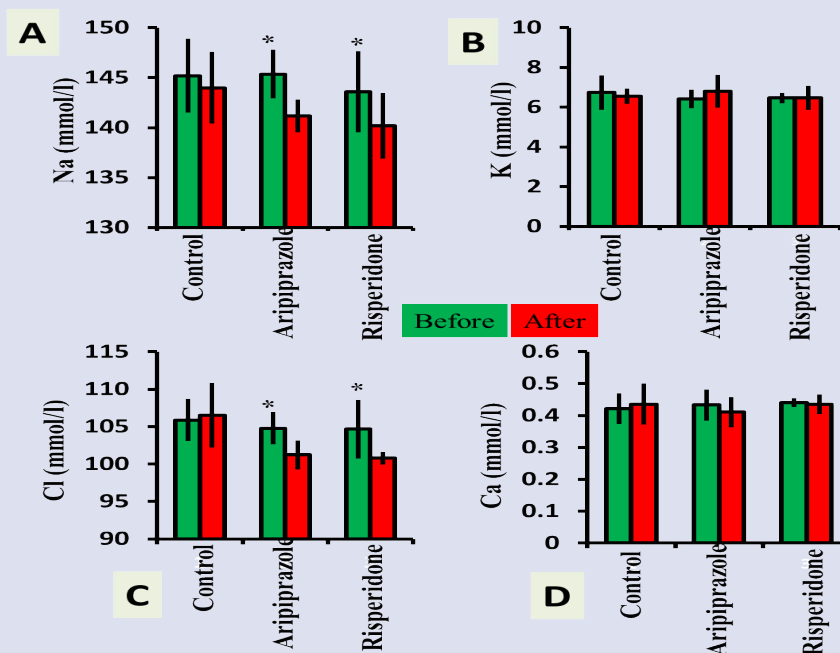 A
Na (mmol/l)
150
145
140
135
130
*
*
Control
Aripiprazole
Risperidone
B
K (mmol/l)
10
8
6
4
2
0
Control
Aripiprazole
Risperidone
Before
After
C
Cl (mmol/l)
115
110
105
100
95
90
*
*
Control
Aripiprazole
Risperidone
D
Ca (mmol/l)
0.6
0.5
0.4
0.3
0.2
0.1
0
Control
Aripiprazole
Risperidone